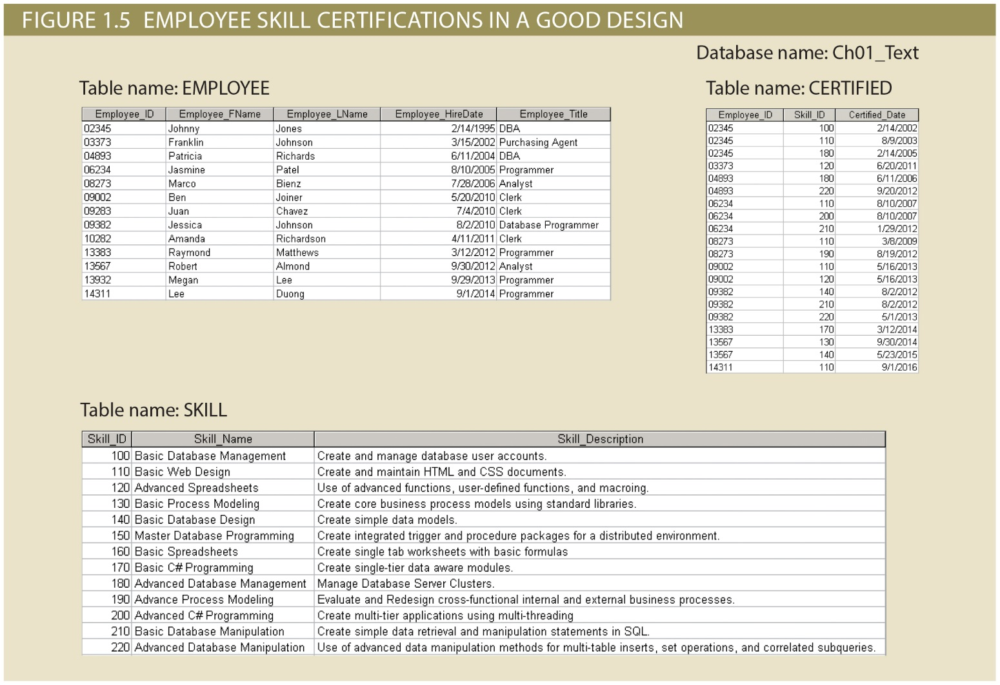 FIGURE 1.5 EMPLOYEE SKILL CERTIFICATIONS IN A GOOD DESIGN
Database name: Ch01_Text
Table name: EMPLOYEE
Employee_ID Employee_FName Employee_LName Employee_HireDate Employee_Title
02345 Johnny Jones 2/14/1995 DBA
03373 Franklin Johnson 3/15/2002 Purchasing Agent
04893 Patricia Richards 6/11/2004 DBA
06234 Jasmine Patel 8/10/2005 Programmer
08273 Marco Bienz 7/28/2006 Analyst
09002 Ben Joiner 5/20/2010 Clerk
09283 Juan Chavez 7/4/2010 Clerk
09382 Jessica Johnson 8/2/2010 Database Programmer
10282 Amanda Richardson 4/11/2011 Clerk
13383 Raymond Matthews 3/12/2012 Programmer
13567 Robert Almond 9/30/2012 Analyst
13932 Megan Lee 9/29/2013 Programmer
14311 Lee Duong 9/1/2014 Programmer
Table name: CERTIFIED
Employee_ID Skill_ID Certified_Date
02345 100 2/14/2002
02345 110 8/9/2003
02345 180 2/14/2005
03373 120 6/20/2011
04893 180 6/11/2006
04893 220 9/20/2012
06234 110 8/10/2007
06234 200 8/10/2007
06234 210 1/29/2012
08273 110 3/8/2009
08273 190 8/19/2012
09002 110 5/16/2013
09002 120 5/16/2013
09382 140 8/2/2012
09382 210 8/2/2012
09382 220 5/1/2013
13383 170 3/12/2014
13567 130 9/30/2014
13567 140 5/23/2015
14311 110 9/1/2016
Table name: SKILL
Skill_ID Skill_Name Skill_Description
100 Basic Database Management Create and manage database user accounts.
110 Basic Web Design Create and maintain HTML and CSS documents.
120 Advanced Spreadsheets Use of advanced functions, user-defined functions, and macroing.
130 Basic Process Modeling Create core business process models using standard libraries.
140 Basic Database Design Create simple data models.
150 Master Database Programming Create integrated trigger and procedure packages for a distributed environment.
160 Basic Spreadsheets Create single tab worksheets with basic formulas
170 Basic C# Programming Create single-tier data aware modules.
180 Advanced Database Management Manage Database Server Clusters.
190 Advance Process Modeling Evaluate and Redesign cross-functional internal and external business processes.
200 Advanced C# Programming Create multi-tier applications using multi-threading
210 Basic Database Manipulation Create simple data retrieval and manipulation statements in SQL.
220 Advanced Database Manipulation Use of advanced data manipulation methods for multi-table inserts, set operations, and correlated subqueries.